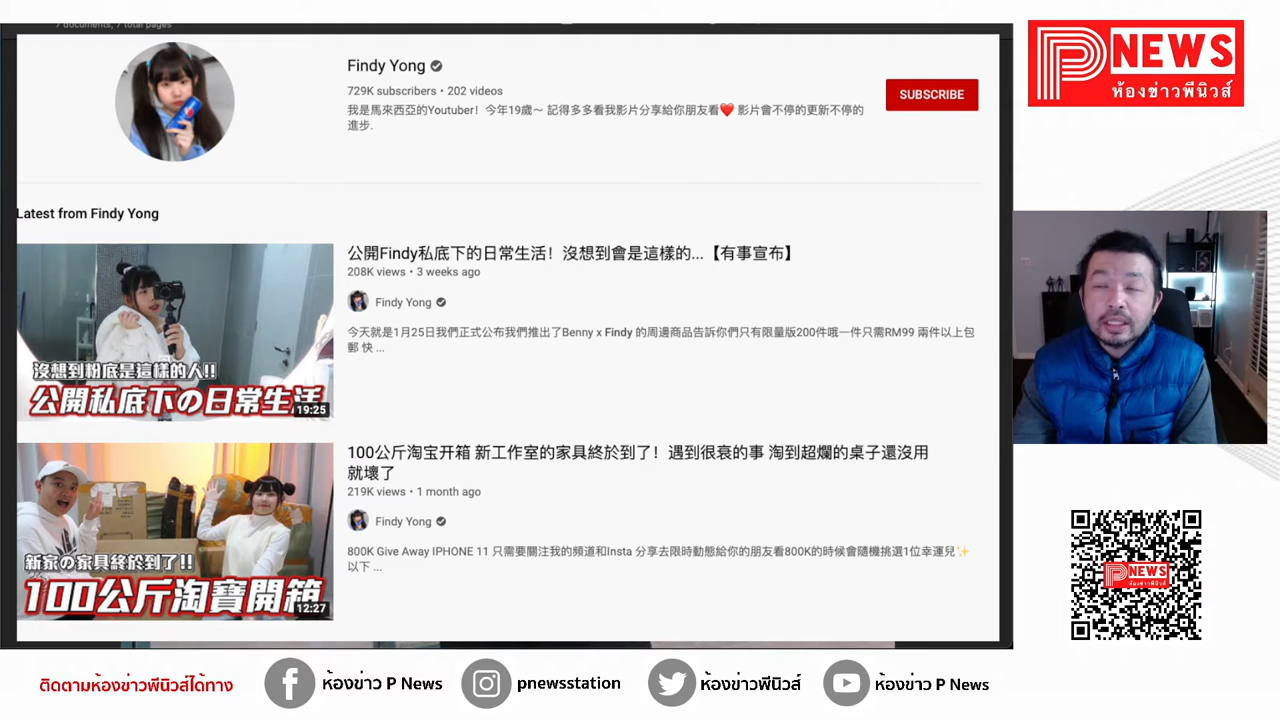 7 documents, 7 total pages
Findy Yong
729K subscribers • 202 videos
我是馬來西亞的Youtuber！今年19歲～ 記得多多看我影片分享給你朋友看❤️ 影片會不停的更新不停的
進步.
SUBSCRIBE
Latest from Findy Yong
公開Findy私底下的日常生活！沒想到會是這樣的...【有事宣布】
208K views • 3 weeks ago
Findy Yong
今天就是1月25日我們正式公布我們推出了Benny x Findy 的周邊商品告訴你們只有限量版200件哦一件只需RM99 兩件以上包
郵 快 ...
沒想到粉底是這樣的人!!
公開私底下の日常生活
19:25
100公斤淘宝开箱 新工作室的家具終於到了！遇到很衰的事 淘到超爛的桌子還沒用
就壞了
219K views • 1 month ago
Findy Yong
800K Give Away IPHONE 11 只需要關注我的頻道和Insta 分享去限時動態給你的朋友看800K的時候會隨機挑選1位幸運兒✨
以下 ...
新家の家具終於到了!!
100公斤淘寶開箱
12:27
P NEWS
ห้องข่าวพีนิวส์
P NEWS
ห้องข่าวพีนิวส์
ติดตามห้องข่าวพีนิวส์ได้ทาง
ห้องข่าว P News
pnewsstation
ห้องข่าวพีนิวส์
ห้องข่าว P News